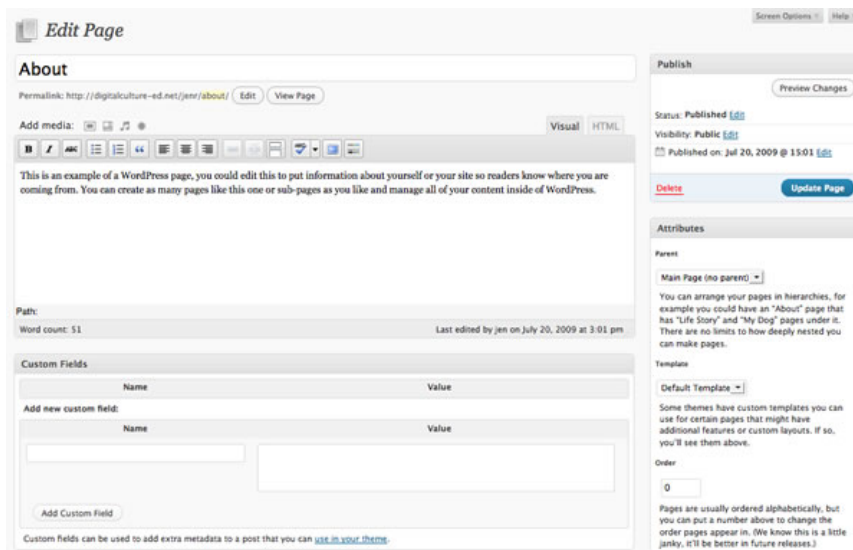 Screen Options
Help
Edit Page
About
Permalink: http://digitalculture-ed.net/jenr/about/ Edit View Page
Add media:
Visual HTML
B I ABC
This is an example of a WordPress page, you could edit this to put information about yourself or your site so readers know where you are
coming from. You can create as many pages like this one or sub-pages as you like and manage all of your content inside of WordPress.
Path:
Word count: 51
Last edited by jen on July 20, 2009 at 3:01 pm
Custom Fields
Name Value
Add new custom field:
Name Value
Add Custom Field
Custom fields can be used to add extra metadata to a post that you can use in your theme.
Publish
Preview Changes
Status: Published Edit
Visibility: Public Edit
Published on: Jul 20, 2009 @ 15:01 Edit
Delete
Update Page
Attributes
Parent
Main Page (no parent)
You can arrange your pages in hierarchies, for
example you could have an "About" page that
has "Life Story" and "My Dog" pages under it.
There are no limits to how deeply nested you
can make pages.
Template
Default Template
Some themes have custom templates you can
use for certain pages that might have
additional features or custom layouts. If so,
you'll see them above.
Order
0
Pages are usually ordered alphabetically, but
you can put a number above to change the
order pages appear in. (We know this is a little
janky, it'll be better in future releases.)